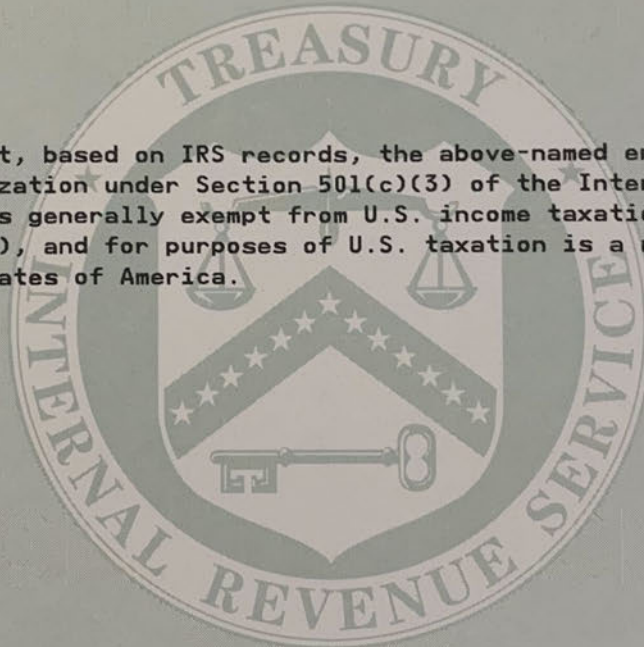 TREASURY
t, based on IRS records, the above-named en
zation under Section 501(c)(3) of the Inter
s generally exempt from U.S. income taxatio
), and for purposes of U.S. taxation is a r
ates of America.
INTERNAL REVENUE SERVICE